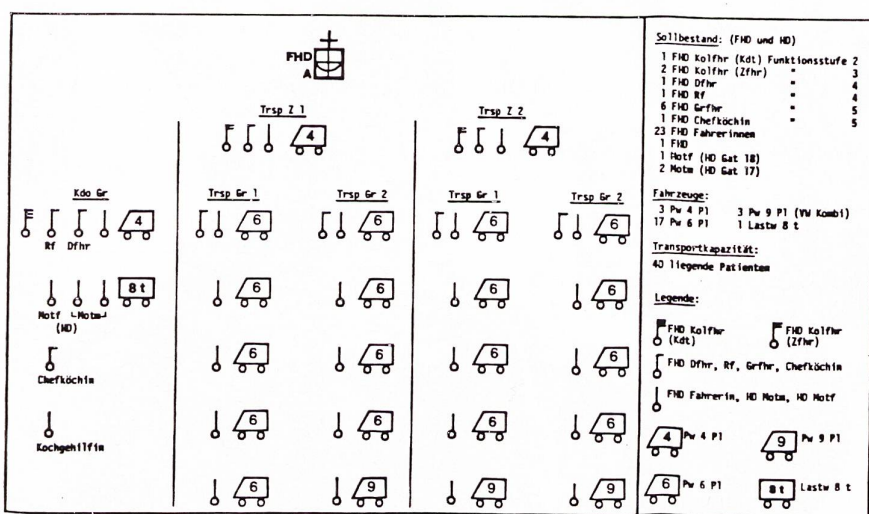 FHD
A
Trsp Z 1
Trsp Z 2
4
4
Kdo Gr
Trsp Gr 1
Trsp Gr 2
Trsp Gr 1
Trsp Gr 2
4
6
6
6
6
Rf Dfhr
8 t
6
6
6
6
Motf Motm
(HD)
6
6
6
6
Chefköchin
6
6
6
6
Kochgehilfin
6
9
9
9
Sollbestand: (FHD und HD)
1 FHD Kolfhr (Kdt) Funktionsstufe 2
2 FHD Kolfhr (Zfhr) " 3
1 FHD Dfhr " 4
1 FHD Rf " 4
6 FHD Grfhr " 5
1 FHD Chefköchin " 5
23 FHD Fahrerinnen
1 FHD
1 Motf (HD Gat 18)
2 Motm (HD Gat 17)
Fahrzeuge:
3 Pw 4 Pl 3 Pw 9 Pl (VW Kombi)
17 Pw 6 Pl 1 Lastw 8 t
Transportkapazität:
40 liegende Patienten
Legende:
FHD Kolfhr
(Kdt)
FHD Kolfhr
(Zfhr)
FHD Dfhr, Rf, Grfhr, Chefköchin
FHD Fahrerin, HD Motm, HD Motf
4 Pw 4 Pl
9 Pw 9 Pl
6 Pw 6 Pl
8 t Lastw 8 t